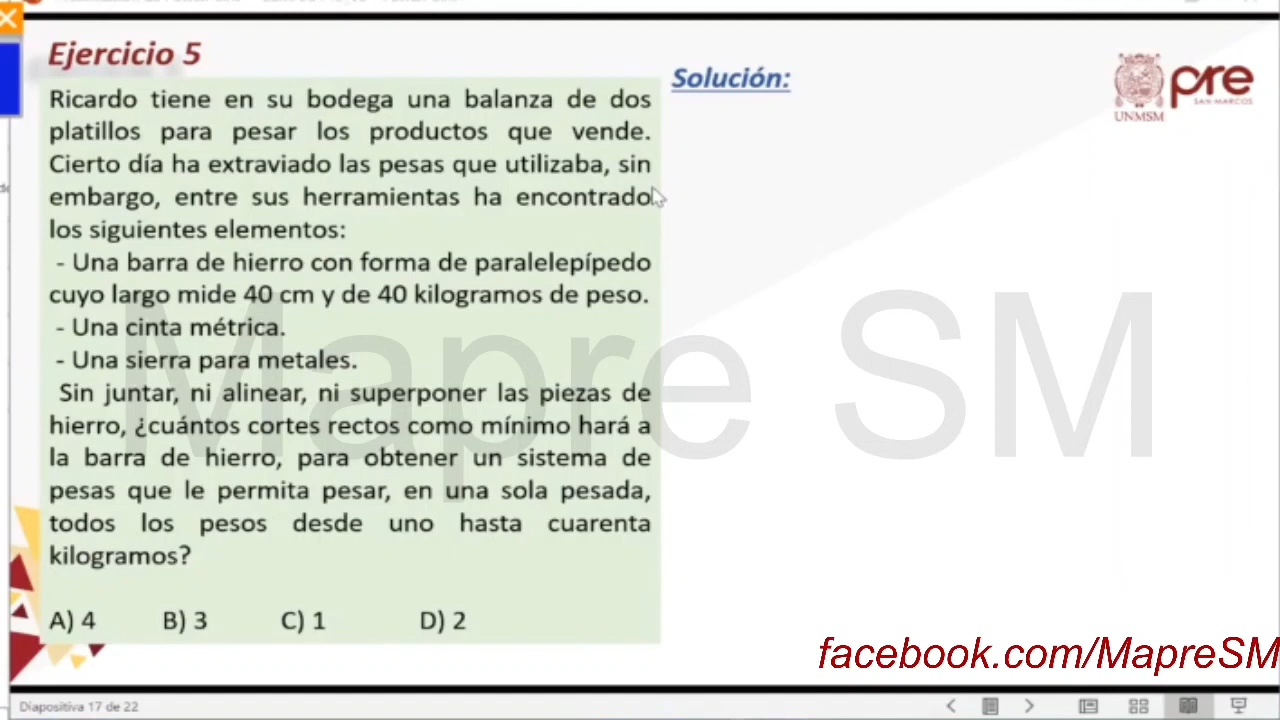 Ejercicio 5
Ricardo tiene en su bodega una balanza de dos
platillos para pesar los productos que vende.
Cierto día ha extraviado las pesas que utilizaba, sin
embargo, entre sus herramientas ha encontrado
los siguientes elementos:
- Una barra de hierro con forma de paralelepípedo
cuyo largo mide 40 cm y de 40 kilogramos de peso.
- Una cinta métrica.
- Una sierra para metales.
Sin juntar, ni alinear, ni superponer las piezas de
hierro, ¿cuántos cortes rectos como mínimo hará a
la barra de hierro, para obtener un sistema de
pesas que le permita pesar, en una sola pesada,
todos los pesos desde uno hasta cuarenta
kilogramos?
A) 4 B) 3 C) 1 D) 2
Solución:
UNMSM
pre
SAN MARCOS
Mapre SM
facebook.com/MapreSM
Diapositiva 17 de 22